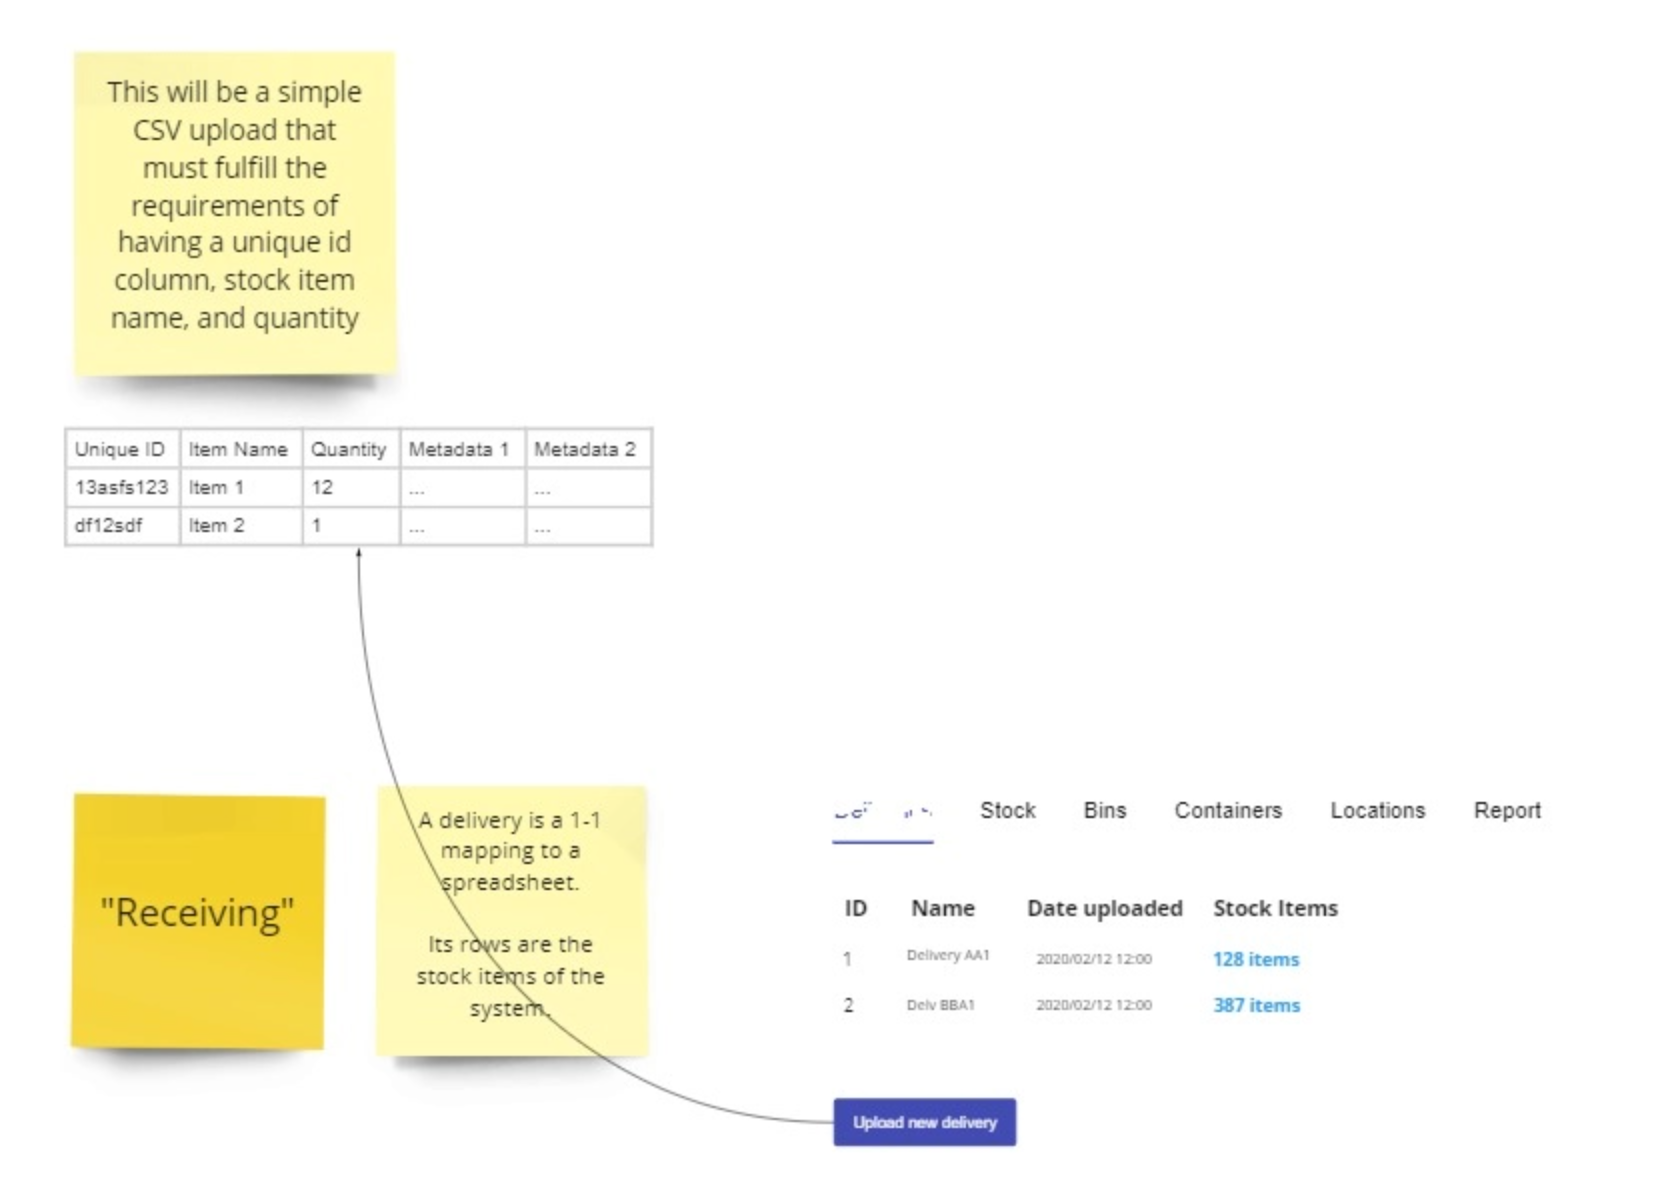 This will be a simple
CSV upload that
must fulfill the
requirements of
having a unique id
column, stock item
name, and quantity
Unique ID Item Name Quantity Metadata 1 Metadata 2
13asfs123 Item 1 12 ... ...
df12sdf Item 2 1 ... ...
"Receiving"
A delivery is a 1-1
mapping to a
spreadsheet.
Its rows are the
stock items of the
system.
Stock Bins Containers Locations Report
ID Name Date uploaded Stock Items
1 Delivery AA1 2020/02/12 12:00 128 items
2 Delv BBA1 2020/02/12 12:00 387 items
Upload new delivery